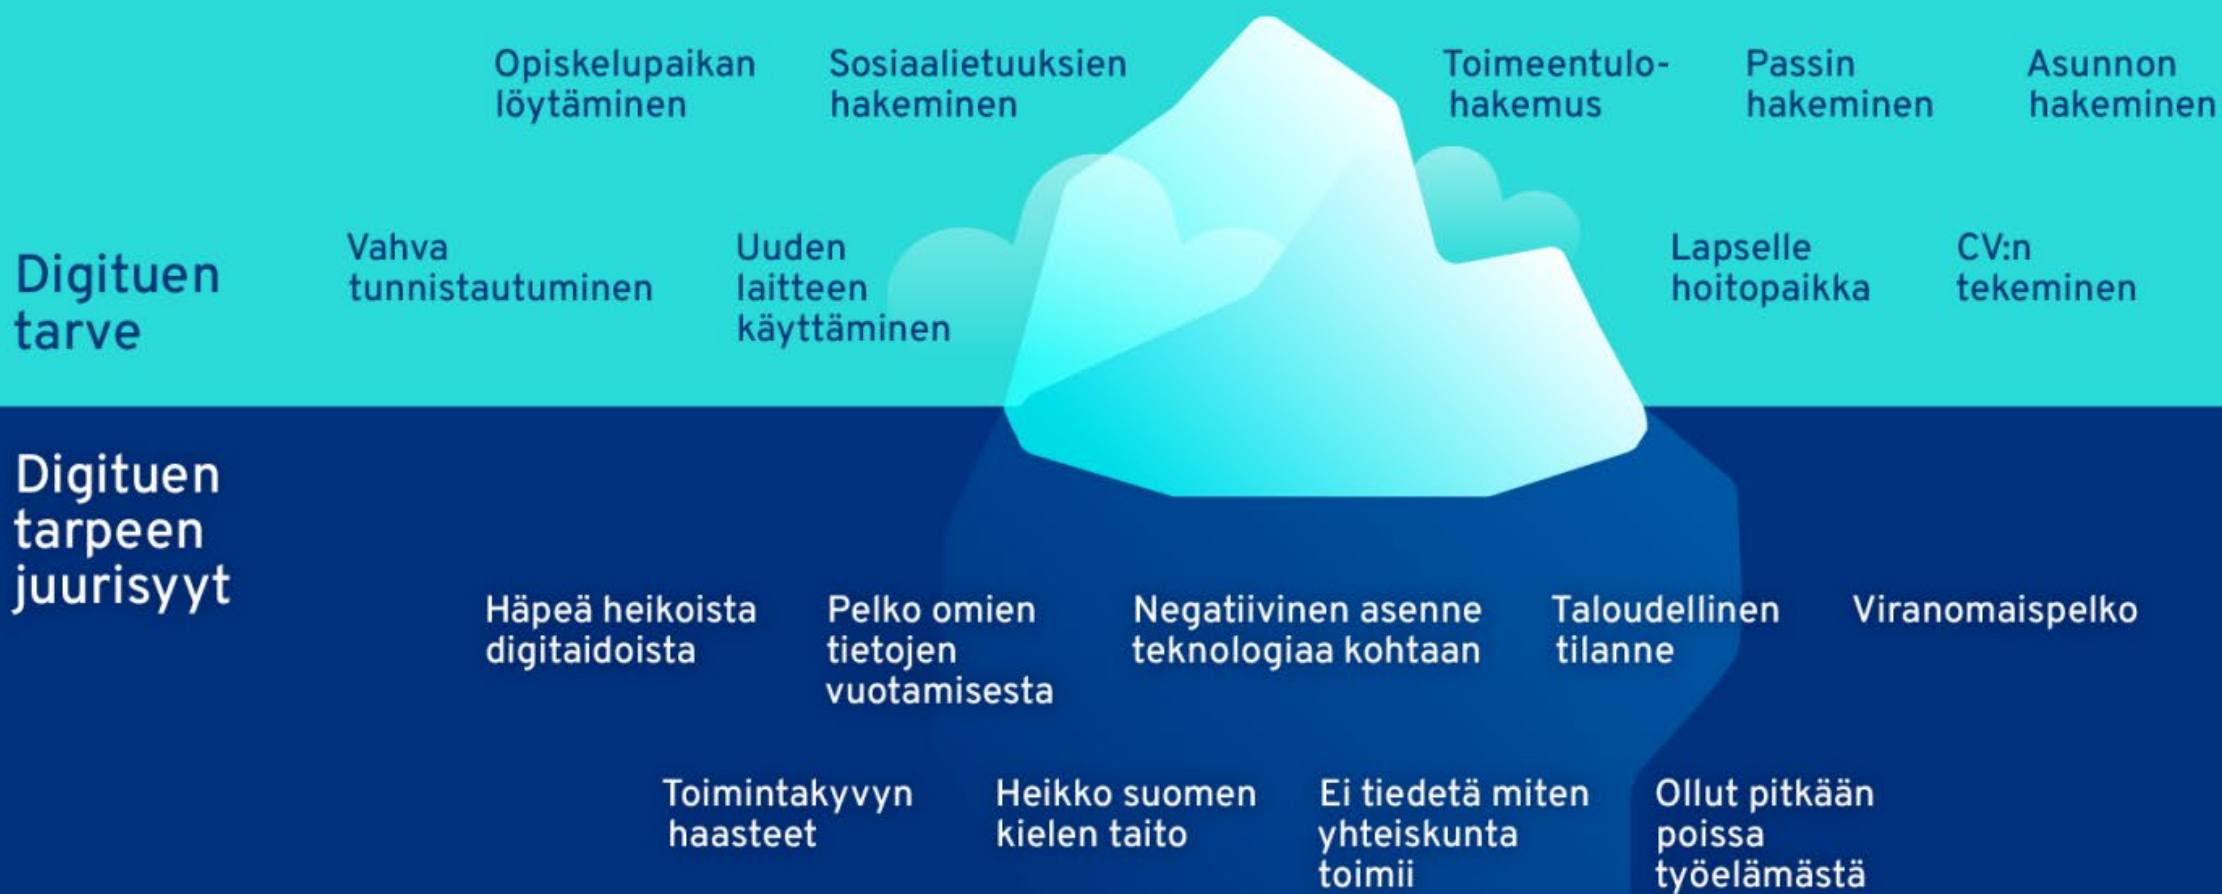 Opiskelupaikan
löytäminen
Sosiaalietuuksien
hakeminen
Toimeentulo-
hakemus
Passin
hakeminen
Asunnon
hakeminen
Digituen
tarve
Vahva
tunnistautuminen
Uuden
laitteen
käyttäminen
Lapselle
hoitopaikka
CV:n
tekeminen
Digituen
tarpeen
juurisyyt
Häpeä heikoista
digitaidoista
Pelko omien
tietojen
vuotamisesta
Negatiivinen asenne
teknologiaa kohtaan
Taloudellinen
tilanne
Viranomaispelko
Toimintakyvyn
haasteet
Heikko suomen
kielen taito
Ei tiedetä miten
yhteiskunta
toimii
Ollut pitkään
poissa
työelämästä